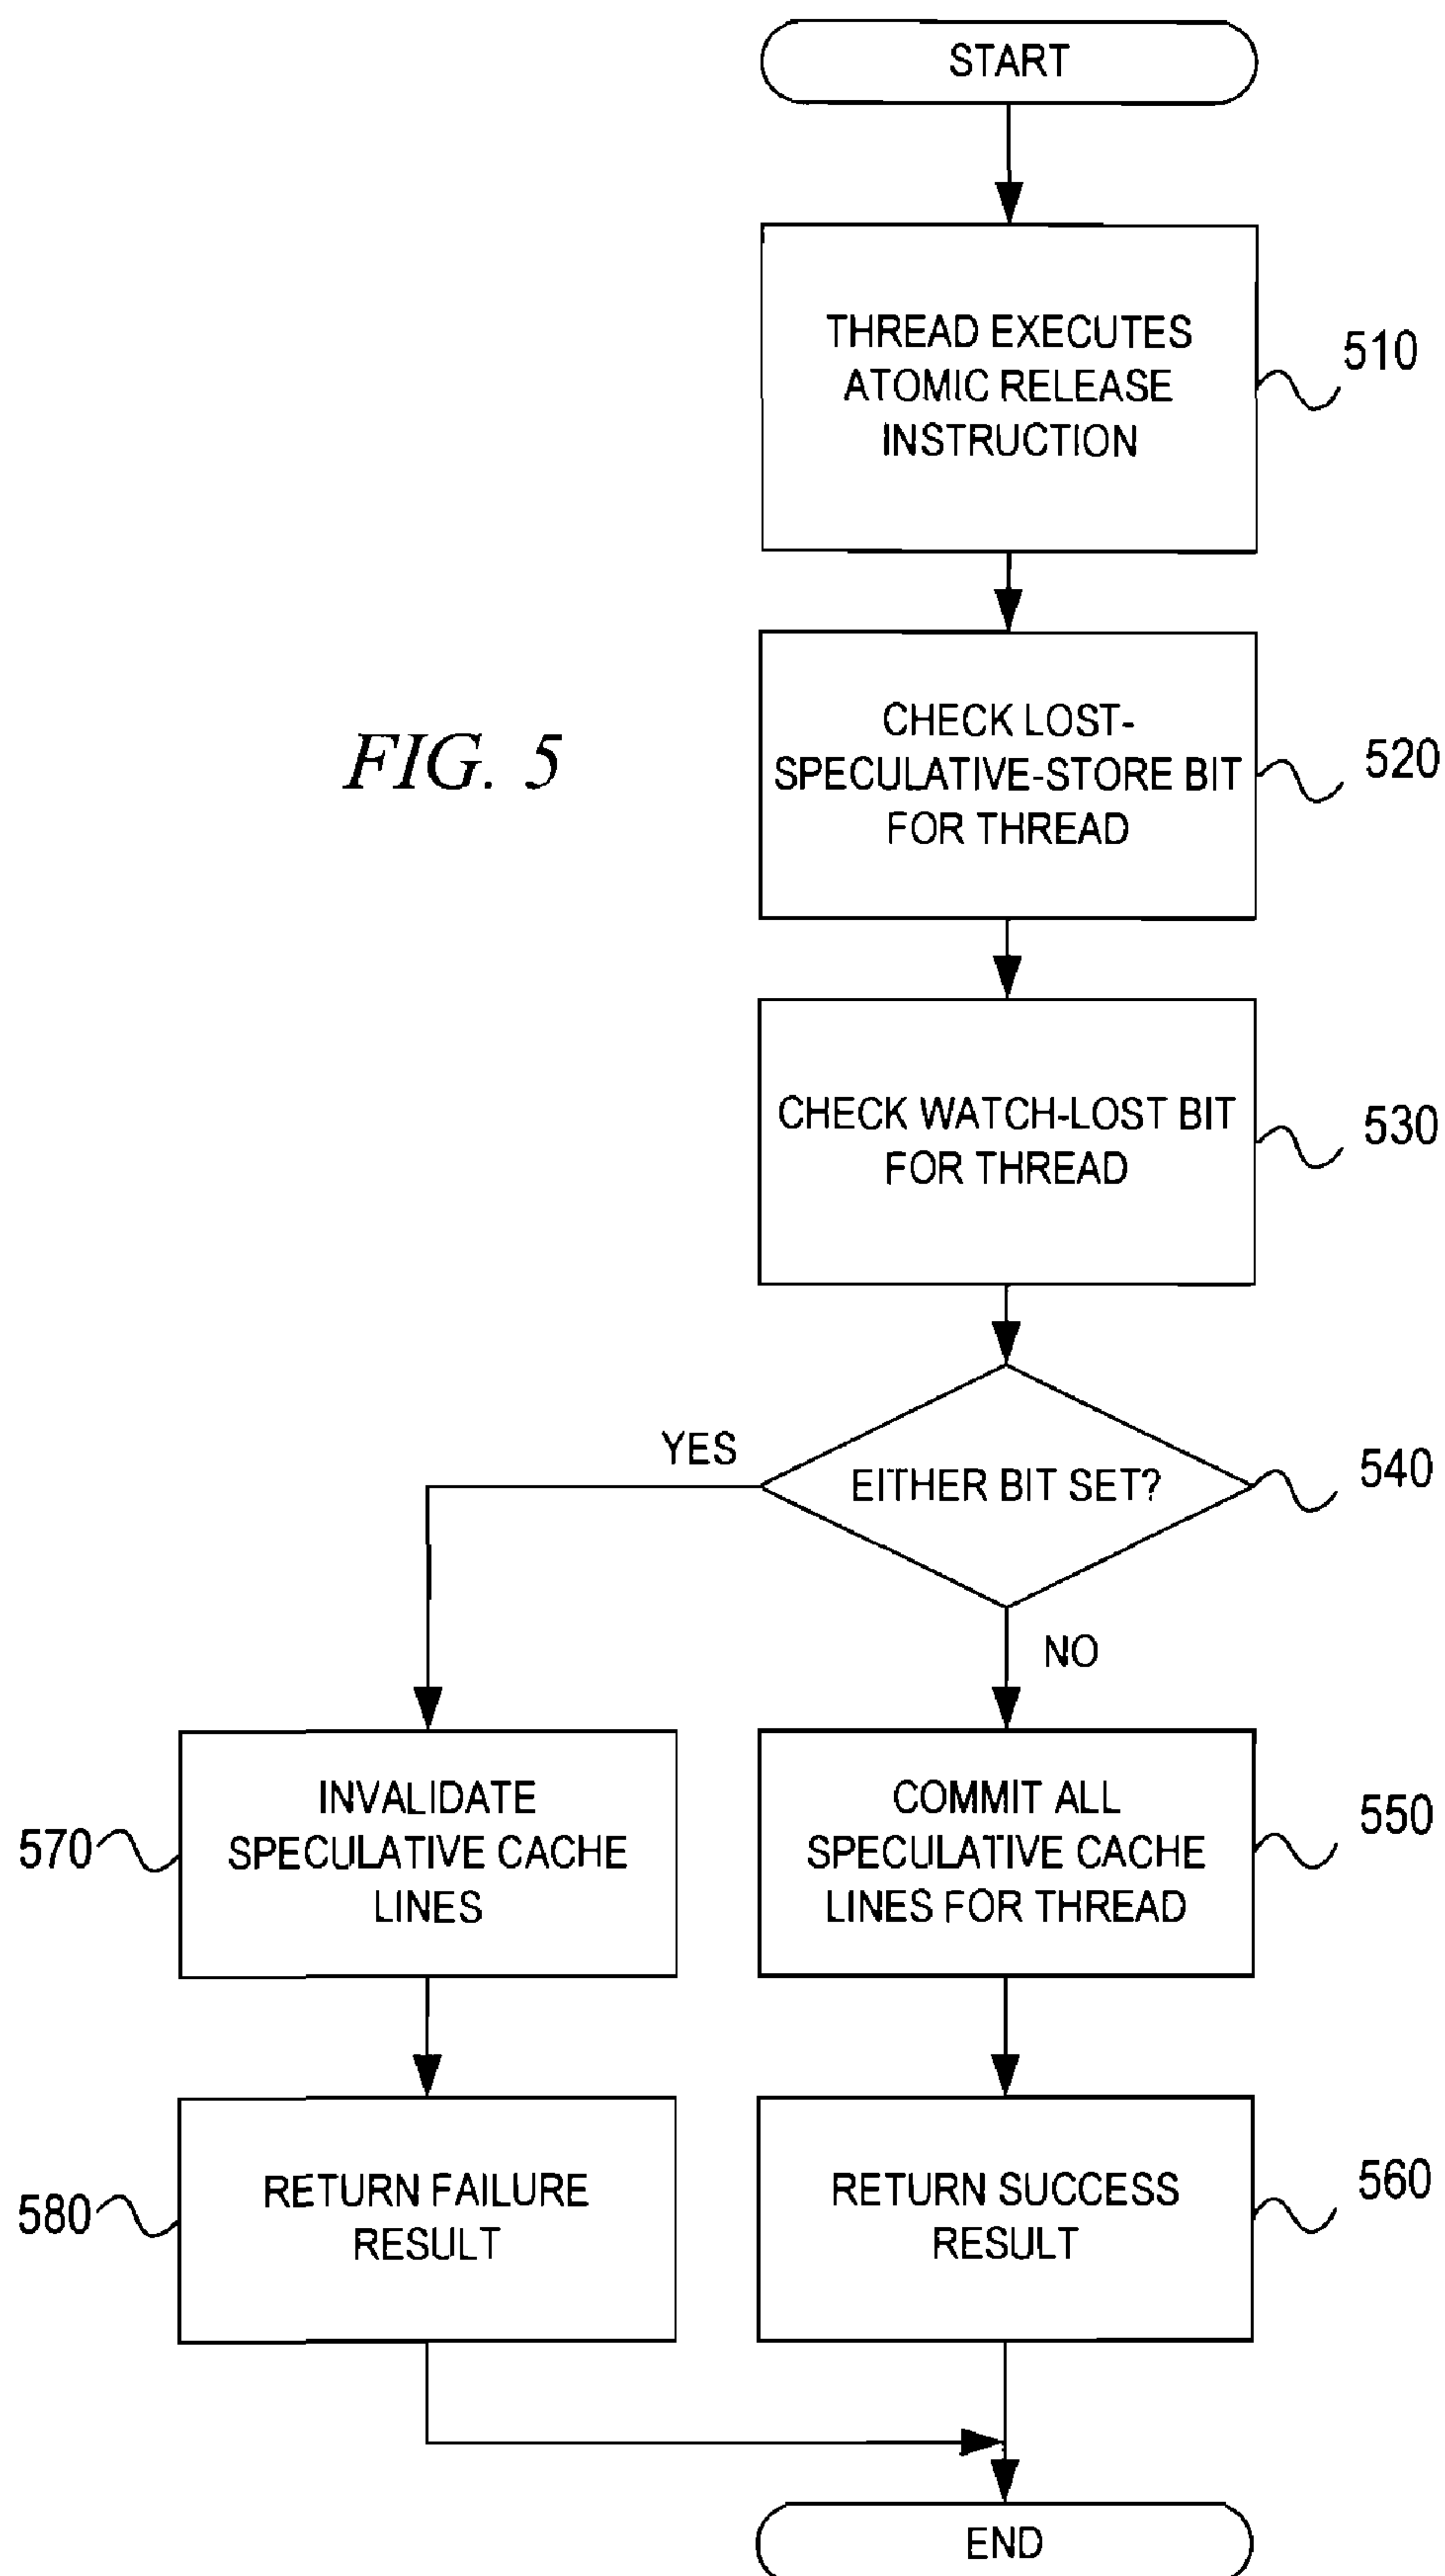 START
THREAD EXECUTES
ATOMIC RELEASE
INSTRUCTION
510
CHECK LOST-
SPECULATIVE-STORE BIT
FOR THREAD
520
FIG. 5
CHECK WATCH-LOST BIT
FOR THREAD
530
EITHER BIT SET?
540
YES
NO
INVALIDATE
SPECULATIVE CACHE
LINES
570
COMMIT ALL
SPECULATIVE CACHE
LINES FOR THREAD
550
RETURN FAILURE
RESULT
580
RETURN SUCCESS
RESULT
560
END